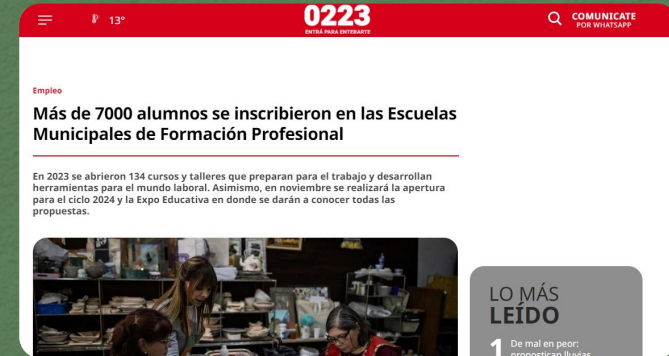 13°
0223
ENTRÁ PARA ENTERARTE
COMUNICATE
POR WHATSAPP
Empleo
Más de 7000 alumnos se inscribieron en las Escuelas
Municipales de Formación Profesional
En 2023 se abrieron 134 cursos y talleres que preparan para el trabajo y desarrollan
herramientas para el mundo laboral. Asimismo, en noviembre se realizará la apertura
para el ciclo 2024 y la Expo Educativa en donde se darán a conocer todas las
propuestas.
LO MÁS
LEÍDO
1 De mal en peor:
pronostican lluvias